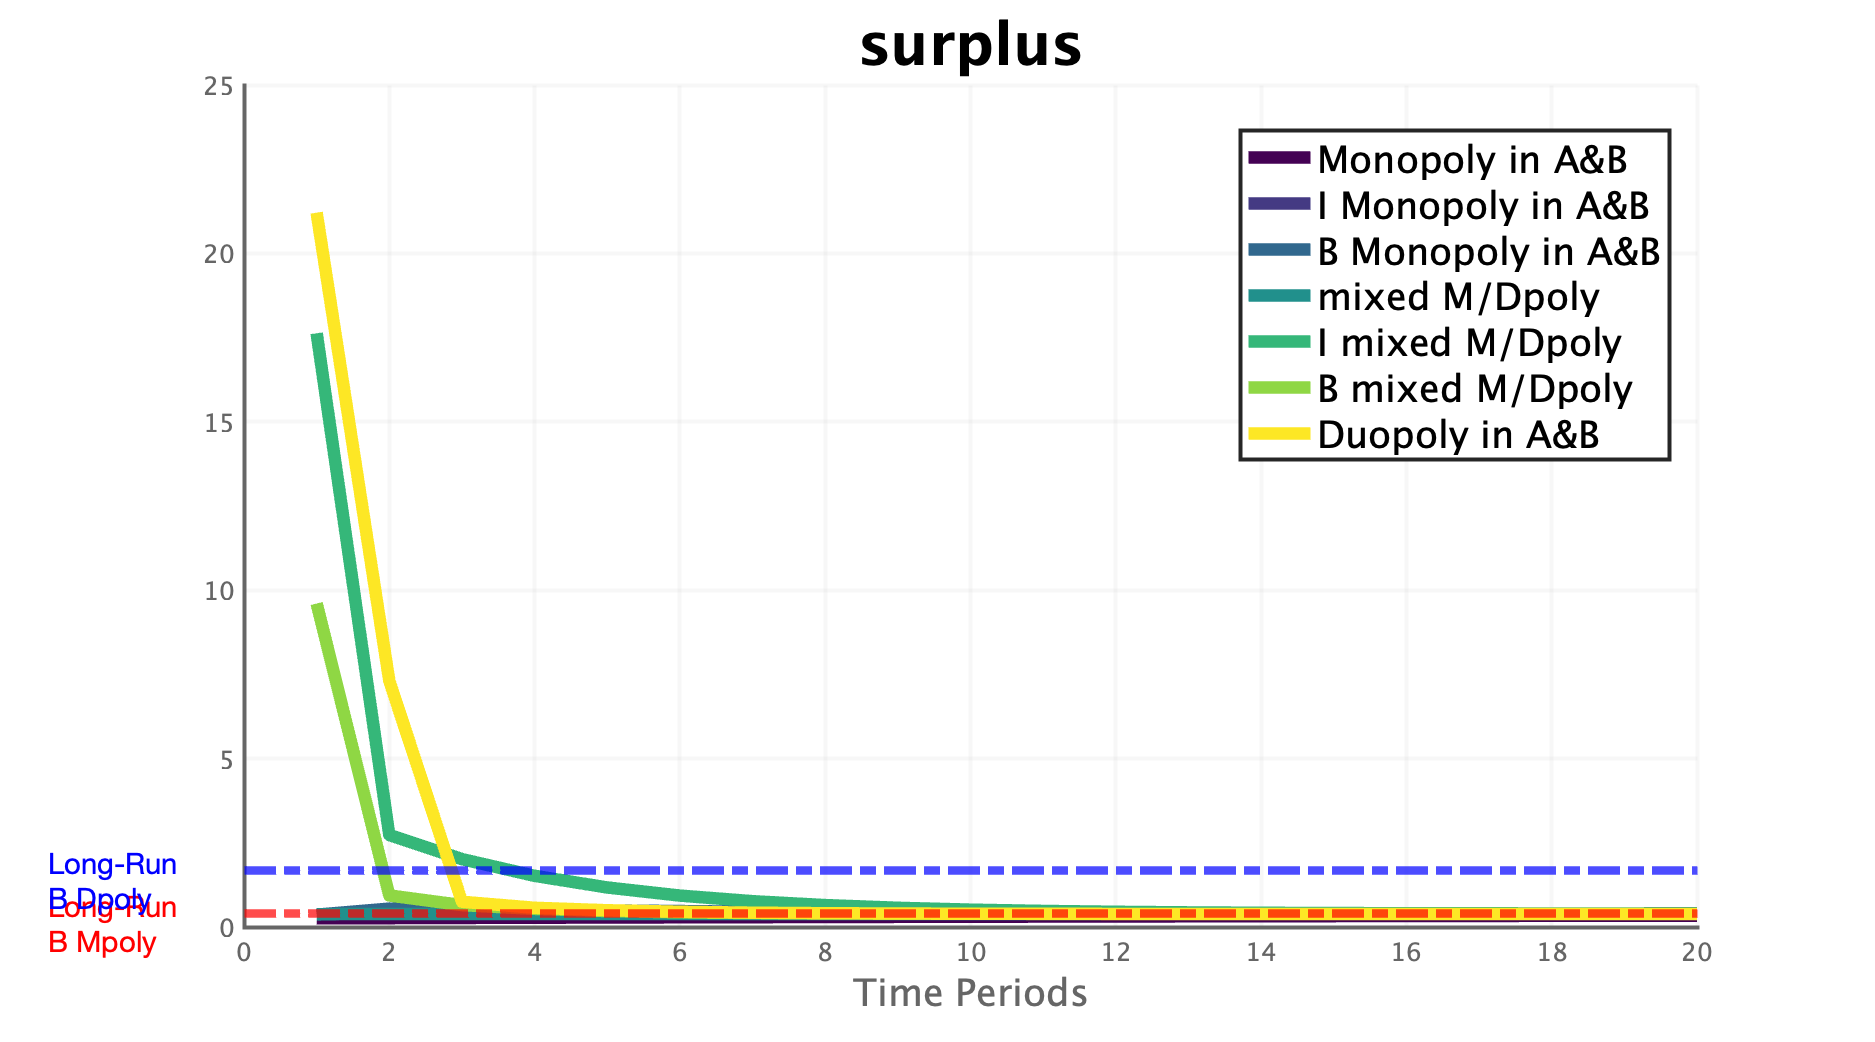 surplus
25
20
15
10
5
0
Monopoly in A&B
I Monopoly in A&B
B Monopoly in A&B
mixed M/Dpoly
I mixed M/Dpoly
B mixed M/Dpoly
Duopoly in A&B
Long-Run
B Dpoly
Long-run
B Mpoly
0 2 4 6 8 10 12 14 16 18 20
Time Periods